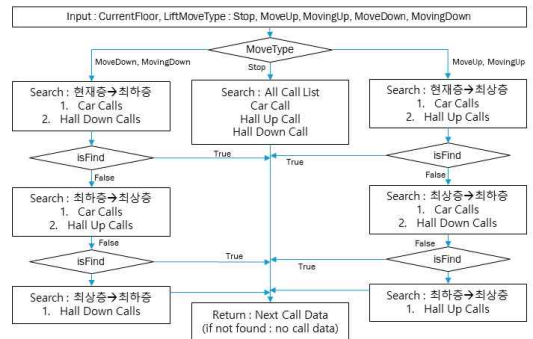 Input : CurrentFloor, LiftMoveType : Stop, MoveUp, MovingUp, MoveDown, MovingDown
MoveType
MoveDown, MovingDown
Stop
MoveUp, MovingUp
Search : 현재층→최하층
1. Car Calls
2. Hall Down Calls
Search : All Call List
Car Call
Hall Up Call
Hall Down Call
Search : 현재층→최상층
1. Car Calls
2. Hall Up Calls
isFind
True
True
isFind
False
False
Search : 최하층→최상층
1. Car Calls
2. Hall Up Calls
Search : 최상층→최하층
1. Car Calls
2. Hall Down Calls
False
False
isFind
True
True
isFind
Search : 최상층→최하층
1. Hall Down Calls
Return : Next Call Data
(if not found : no call data)
Search : 최하층→최상층
1. Hall Up Calls